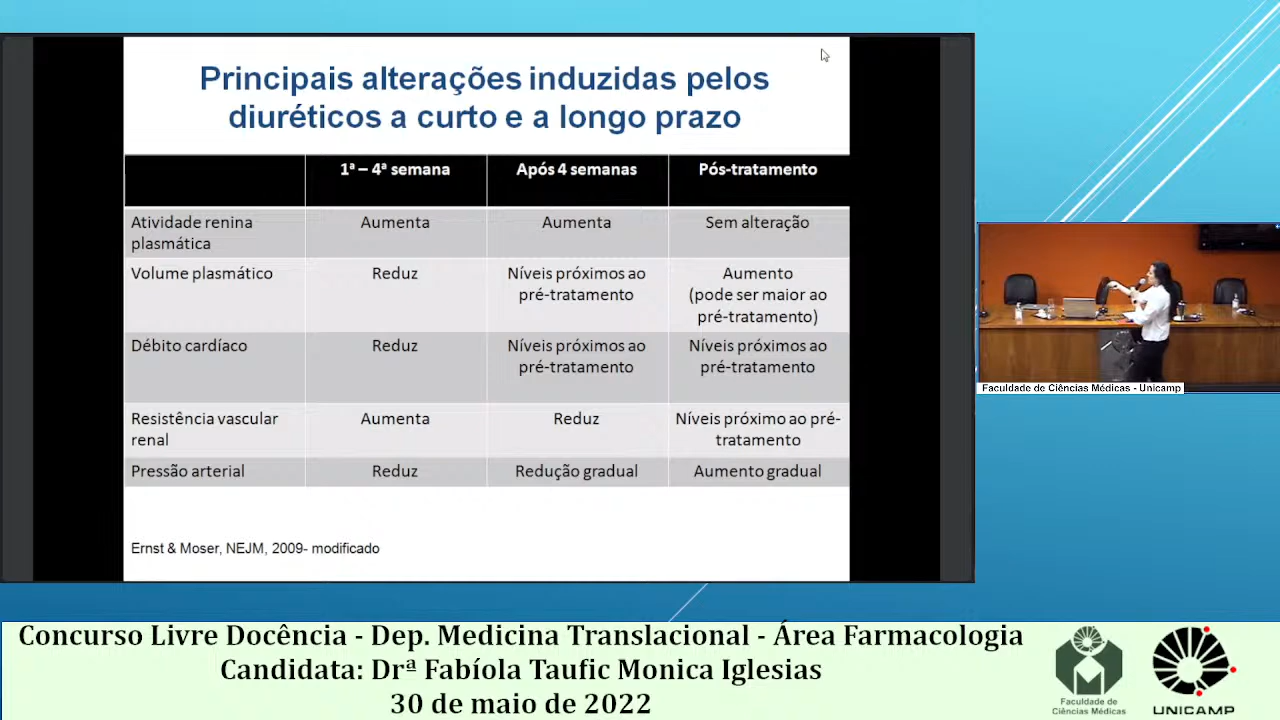 Principais alterações induzidas pelos
diuréticos a curto e a longo prazo
1ª – 4ª semana
Após 4 semanas
Pós-tratamento
Atividade renina
plasmática
Aumenta
Aumenta
Sem alteração
Volume plasmático
Reduz
Níveis próximos ao
pré-tratamento
Aumento
(pode ser maior ao
pré-tratamento)
Débito cardíaco
Reduz
Níveis próximos ao
pré-tratamento
Níveis próximos ao
pré-tratamento
Resistência vascular
renal
Aumenta
Reduz
Níveis próximo ao pré-
tratamento
Pressão arterial
Reduz
Redução gradual
Aumento gradual
Ernst & Moser, NEJM, 2009- modificado
Faculdade de Ciências Médicas - Unicamp
Concurso Livre Docência - Dep. Medicina Translacional - Área Farmacologia
Candidata: Drª Fabíola Taufic Monica Iglesias
30 de maio de 2022
Faculdade de
Ciências Médicas
UNICAMP